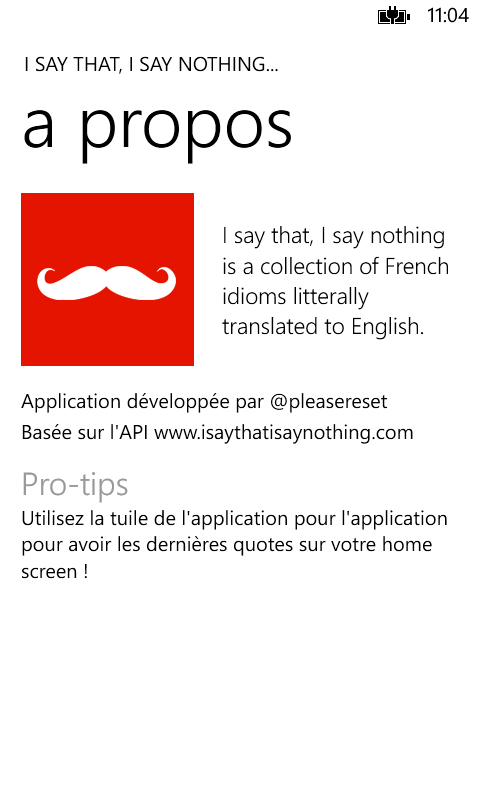 11:04
I SAY THAT, I SAY NOTHING...
a propos
I say that, I say nothing
is a collection of French
idioms litterally
translated to English.
Application développée par @pleasereset
Basée sur l'API www.isaythatisaynothing.com
Pro-tips
Utilisez la tuile de l'application pour l'application
pour avoir les dernières quotes sur votre home
screen !